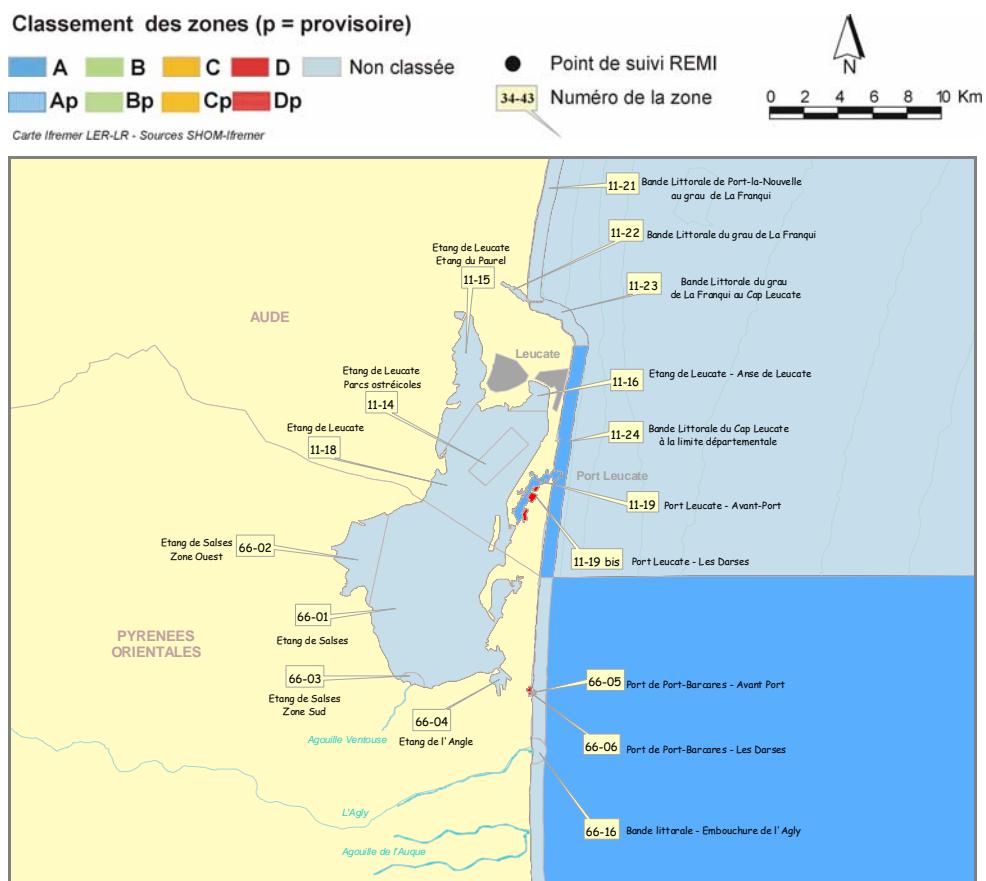 Classement des zones (p = provisoire)
A B C D Non classée
Ap Bp Cp Dp
Point de suivi REMI
34-43 Numéro de la zone
N
0 2 4 6 8 10 Km
Carte Ifremer LER-LR - Sources SHOM-Ifremer
11-21 Bande Littorale de Port-la-Nouvelle
au grau de La Franqui
11-22 Bande Littorale du grau de La Franqui
Etang de Leucate
Etang du Paurel
11-15
11-23 Bande Littorale du grau
de La Franqui au Cap Leucate
AUDE
Leucate
Etang de Leucate
Parcs ostréicoles
11-14
11-16 Etang de Leucate - Anse de Leucate
Etang de Leucate
11-18
11-24 Bande Littorale du Cap Leucate
à la limite départementale
Port Leucate
11-19 Port Leucate - Avant-Port
Etang de Salses
Zone Ouest
66-02
11-19 bis Port Leucate - Les Darses
66-01
Etang de Salses
PYRENEES
ORIENTALES
66-03
Etang de Salses
Zone Sud
66-05 Port de Port-Barcares - Avant Port
66-04
Etang de l'Angle
Agouille Ventouse
66-06 Port de Port-Barcares - Les Darses
L'Agly
66-16 Bande littorale - Embouchure de l'Agly
Agouille de l'Auque